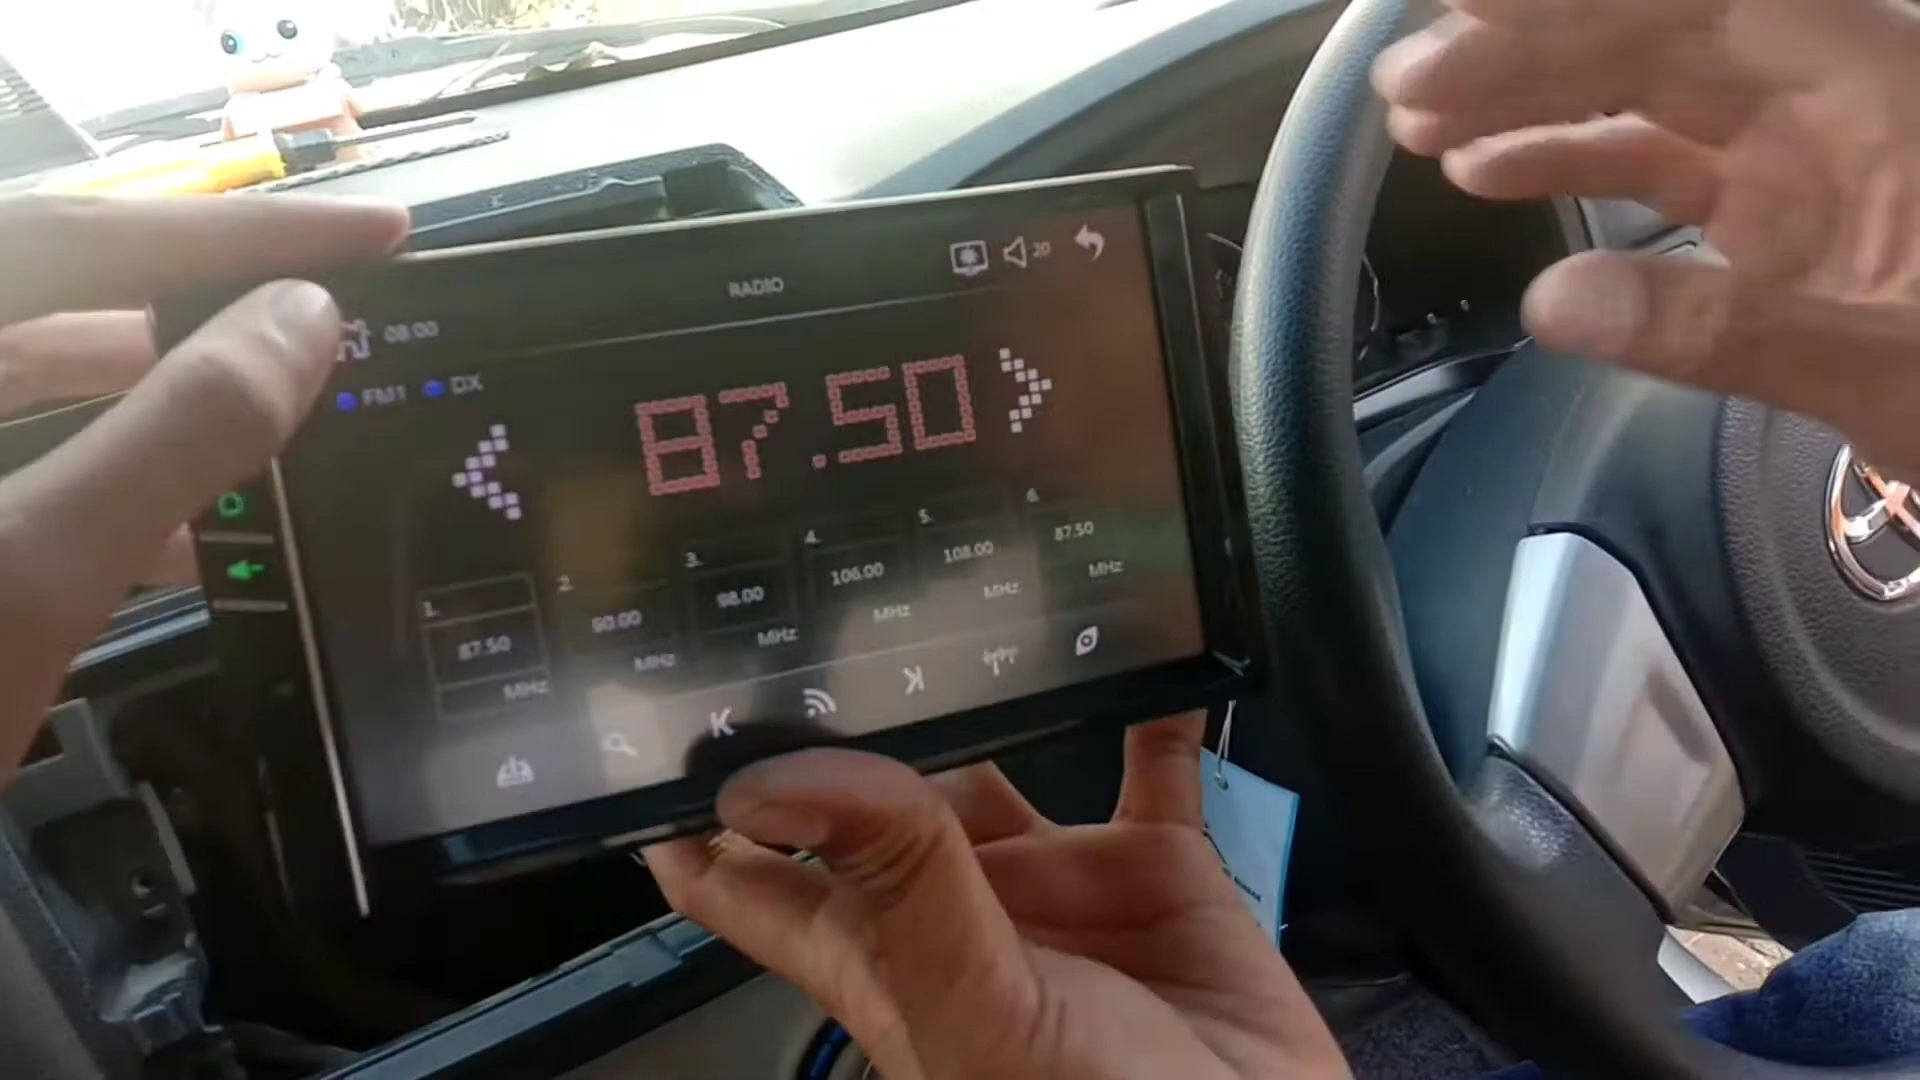 RADIO
20
08:00
FM1 DX
87.50
1.
87.50
MHz
2.
90.00
MHz
3.
98.00
MHz
4.
106.00
MHz
5.
108.00
MHz
6.
87.50
MHz